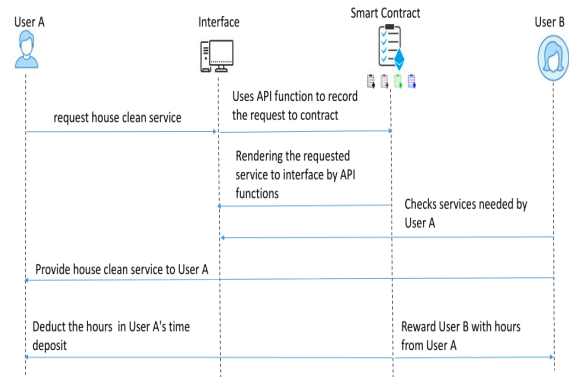 User A
Interface
Smart Contract
User B
request house clean service
Uses API function to record
the request to contract
Rendering the requested
service to interface by API
functions
Checks services needed by
User A
Provide house clean service to User A
Deduct the hours in User A's time
deposit
Reward User B with hours
from User A